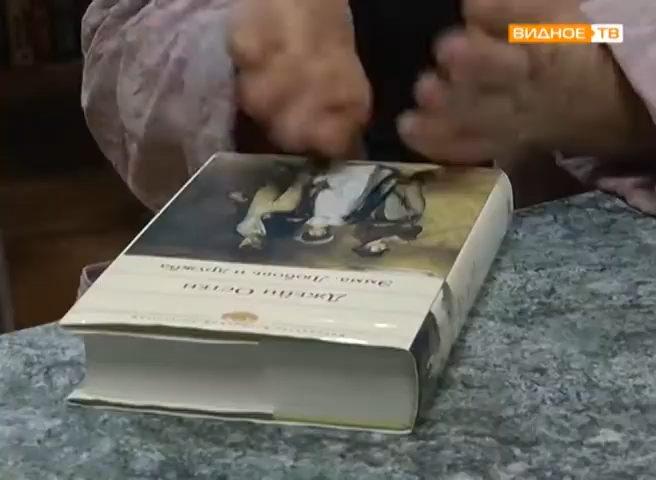 ВИДНОЕ ТВ
Джейн Остен
Эмма. Любовь и дружба